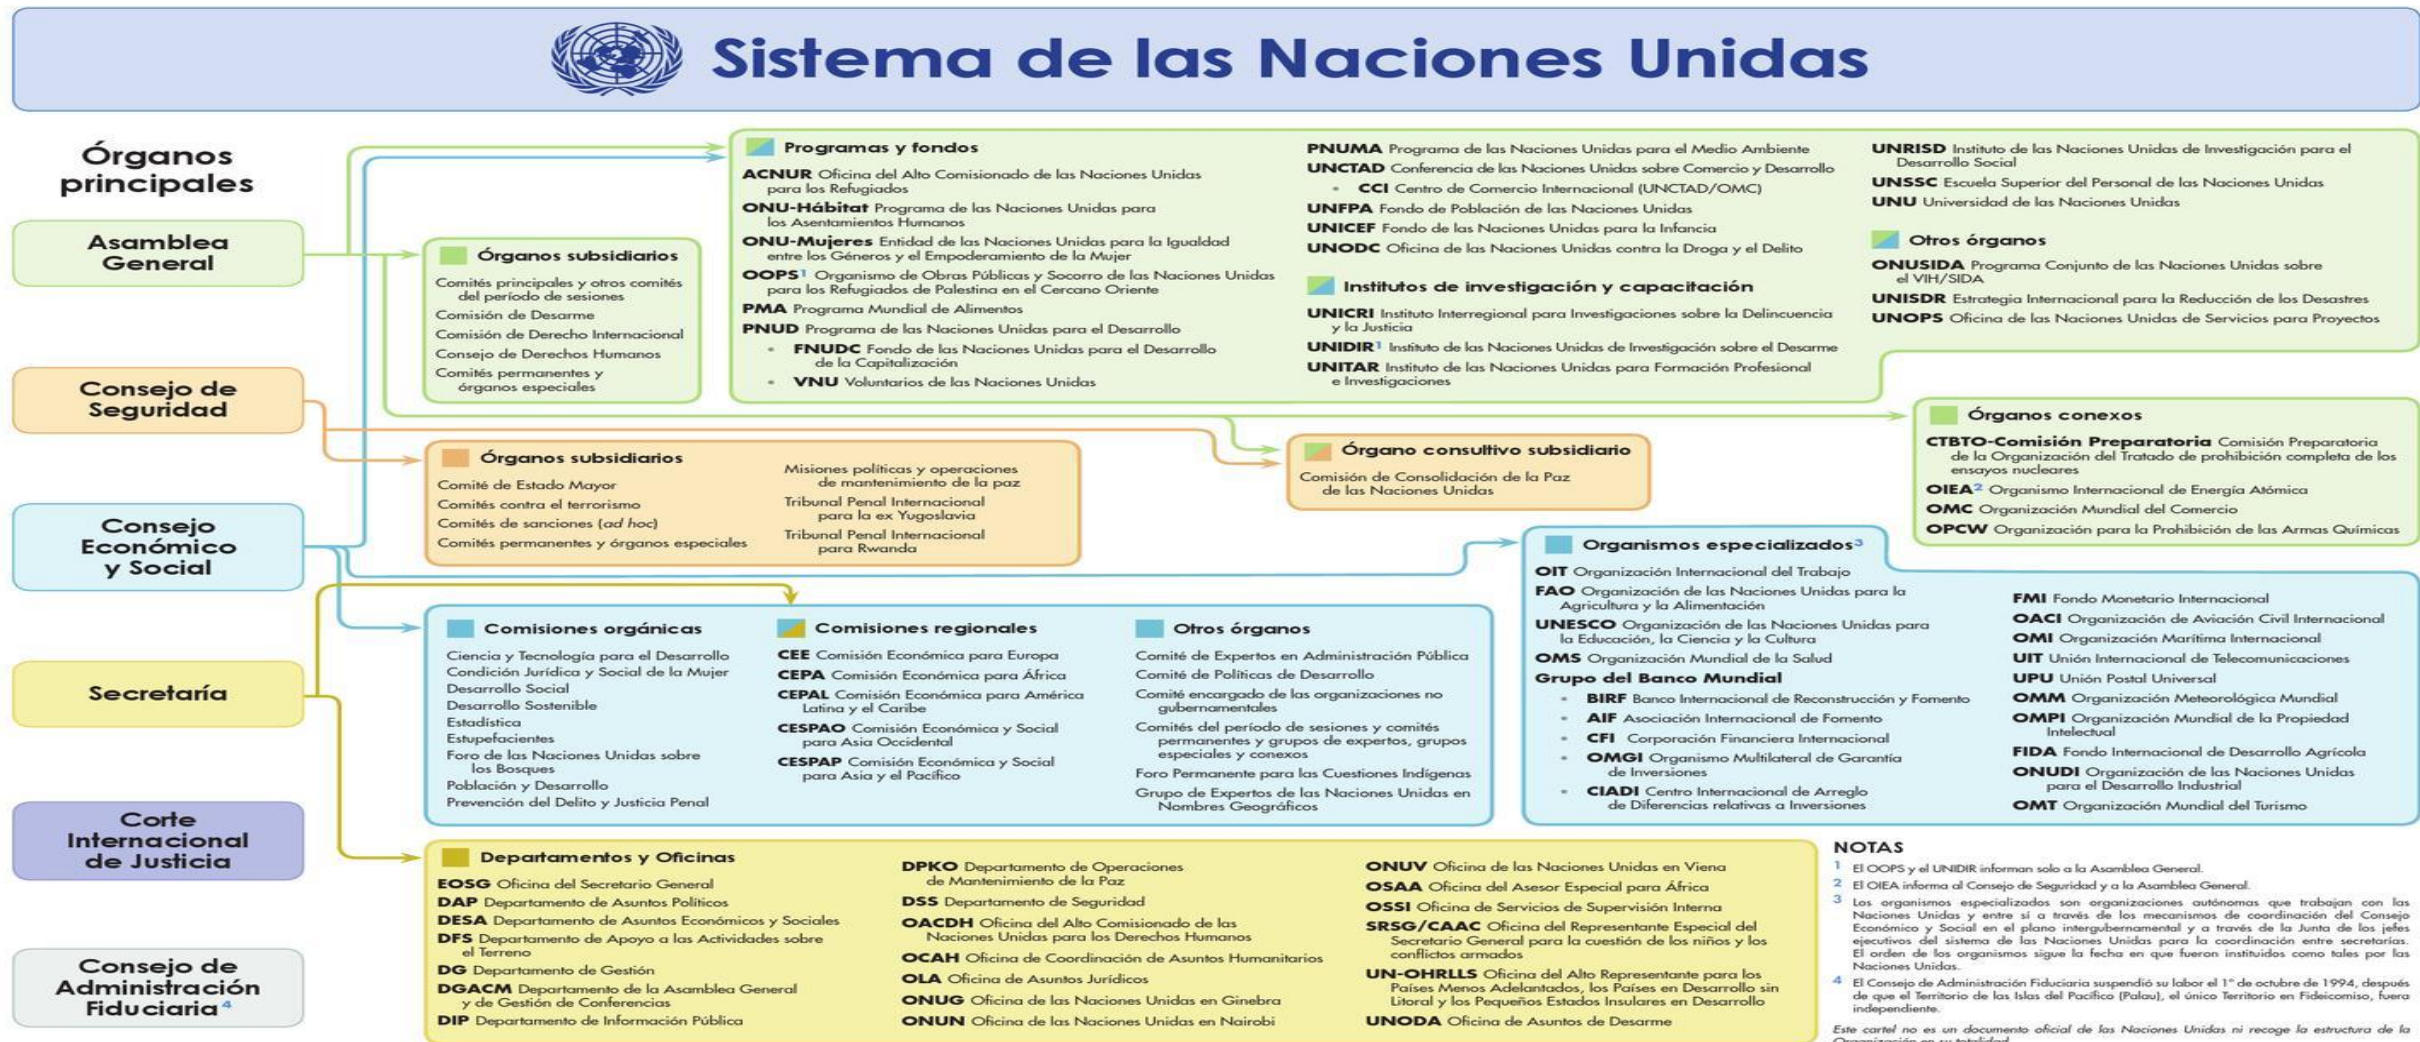 Sistema de las Naciones Unidas
Órganos
principales
Asamblea
General
Consejo de
Seguridad
Consejo
Económico
y Social
Secretaría
Corte
Internacional
de Justicia
Consejo de
Administración
Fiduciaria 4
Órganos subsidiarios
Comités principales y otros comités
del período de sesiones
Comisión de Desarme
Comisión de Derecho Internacional
Consejo de Derechos Humanos
Comités permanentes y
órganos especiales
Programas y fondos
ACNUR Oficina del Alto Comisionado de las Naciones Unidas
para los Refugiados
ONU-Hábitat Programa de las Naciones Unidas para
los Asentamientos Humanos
ONU-Mujeres Entidad de las Naciones Unidas para la Igualdad
entre los Géneros y el Empoderamiento de la Mujer
OOPS1 Organismo de Obras Públicas y Socorro de las Naciones Unidas
para los Refugiados de Palestina en el Cercano Oriente
PMA Programa Mundial de Alimentos
PNUD Programa de las Naciones Unidas para el Desarrollo
• FNUDC Fondo de las Naciones Unidas para el Desarrollo
de la Capitalización
• VNU Voluntarios de las Naciones Unidas
PNUMA Programa de las Naciones Unidas para el Medio Ambiente
UNCTAD Conferencia de las Naciones Unidas sobre Comercio y Desarrollo
• CCI Centro de Comercio Internacional (UNCTAD/OMC)
UNFPA Fondo de Población de las Naciones Unidas
UNICEF Fondo de las Naciones Unidas para la Infancia
UNODC Oficina de las Naciones Unidas contra la Droga y el Delito
Institutos de investigación y capacitación
UNICRI Instituto Interregional para Investigaciones sobre la Delincuencia
y la Justicia
UNIDIR1 Instituto de las Naciones Unidas de Investigación sobre el Desarme
UNITAR Instituto de las Naciones Unidas para Formación Profesional
e Investigaciones
UNRISD Instituto de las Naciones Unidas de Investigación para el
Desarrollo Social
UNSSC Escuela Superior del Personal de las Naciones Unidas
UNU Universidad de las Naciones Unidas
Otros órganos
ONUSIDA Programa Conjunto de las Naciones Unidas sobre
el VIH/SIDA
UNISDR Estrategia Internacional para la Reducción de los Desastres
UNOPS Oficina de las Naciones Unidas de Servicios para Proyectos
Órganos subsidiarios
Comité de Estado Mayor
Comités contra el terrorismo
Comités de sanciones (ad hoc)
Comités permanentes y órganos especiales
Misiones políticas y operaciones
de mantenimiento de la paz
Tribunal Penal Internacional
para la ex Yugoslavia
Tribunal Penal Internacional
para Rwanda
Órgano consultivo subsidiario
Comisión de Consolidación de la Paz
de las Naciones Unidas
Órganos conexos
CTBTO-Comisión Preparatoria Comisión Preparatoria
de la Organización del Tratado de prohibición completa de los
ensayos nucleares
OIEA2 Organismo Internacional de Energía Atómica
OMC Organización Mundial del Comercio
OPCW Organización para la Prohibición de las Armas Químicas
Comisiones orgánicas
Ciencia y Tecnología para el Desarrollo
Condición Jurídica y Social de la Mujer
Desarrollo Social
Desarrollo Sostenible
Estadística
Estupefacientes
Foro de las Naciones Unidas sobre
los Bosques
Población y Desarrollo
Prevención del Delito y Justicia Penal
Comisiones regionales
CEE Comisión Económica para Europa
CEPA Comisión Económica para África
CEPAL Comisión Económica para América
Latina y el Caribe
CESPAO Comisión Económica y Social
para Asia Occidental
CESPAP Comisión Económica y Social
para Asia y el Pacífico
Otros órganos
Comité de Expertos en Administración Pública
Comité de Políticas de Desarrollo
Comité encargado de las organizaciones no
gubernamentales
Comités del período de sesiones y comités
permanentes y grupos de expertos, grupos
especiales y conexos
Foro Permanente para las Cuestiones Indígenas
Grupo de Expertos de las Naciones Unidas en
Nombres Geográficos
Organismos especializados3
OIT Organización Internacional del Trabajo
FAO Organización de las Naciones Unidas para la
Agricultura y la Alimentación
UNESCO Organización de las Naciones Unidas para
la Educación, la Ciencia y la Cultura
OMS Organización Mundial de la Salud
Grupo del Banco Mundial
• BIRF Banco Internacional de Reconstrucción y Fomento
• AIF Asociación Internacional de Fomento
• CFI Corporación Financiera Internacional
• OMGI Organismo Multilateral de Garantía
de Inversiones
• CIADI Centro Internacional de Arreglo
de Diferencias relativas a Inversiones
FMI Fondo Monetario Internacional
OACI Organización de Aviación Civil Internacional
OMI Organización Marítima Internacional
UIT Unión Internacional de Telecomunicaciones
UPU Unión Postal Universal
OMM Organización Meteorológica Mundial
OMPI Organización Mundial de la Propiedad
Intelectual
FIDA Fondo Internacional de Desarrollo Agrícola
ONUDI Organización de las Naciones Unidas
para el Desarrollo Industrial
OMT Organización Mundial del Turismo
Departamentos y Oficinas
EOSG Oficina del Secretario General
DAP Departamento de Asuntos Políticos
DESA Departamento de Asuntos Económicos y Sociales
DFS Departamento de Apoyo a las Actividades sobre
el Terreno
DG Departamento de Gestión
DGACM Departamento de la Asamblea General
y de Gestión de Conferencias
DIP Departamento de Información Pública
DPKO Departamento de Operaciones
de Mantenimiento de la Paz
DSS Departamento de Seguridad
OACDH Oficina del Alto Comisionado de las
Naciones Unidas para los Derechos Humanos
OCAH Oficina de Coordinación de Asuntos Humanitarios
OLA Oficina de Asuntos Jurídicos
ONUG Oficina de las Naciones Unidas en Ginebra
ONUN Oficina de las Naciones Unidas en Nairobi
ONUV Oficina de las Naciones Unidas en Viena
OSAA Oficina del Asesor Especial para África
OSSI Oficina de Servicios de Supervisión Interna
SRSG/CAAC Oficina del Representante Especial del
Secretario General para la cuestión de los niños y los
conflictos armados
UN-OHRLLS Oficina del Alto Representante para los
Países Menos Adelantados, los Países en Desarrollo sin
Litoral y los Pequeños Estados Insulares en Desarrollo
UNODA Oficina de Asuntos de Desarme
NOTAS
1 El OOPS y el UNIDIR informan solo a la Asamblea General.
2 El OIEA informa al Consejo de Seguridad y a la Asamblea General.
3 Los organismos especializados son organizaciones autónomas que trabajan con las
Naciones Unidas y entre sí a través de los mecanismos de coordinación del Consejo
Económico y Social en el plano intergubernamental y a través de la Junta de los jefes
ejecutivos del sistema de las Naciones Unidas para la coordinación entre secretarías.
El orden de los organismos sigue la fecha en que fueron instituidos como tales por las
Naciones Unidas.
4 El Consejo de Administración Fiduciaria suspendió su labor el 1° de octubre de 1994, después
de que el Territorio de las Islas del Pacífico (Palau), el único Territorio en Fideicomiso, fuera
independiente.
Este cartel no es un documento oficial de las Naciones Unidas ni recoge la estructura de la
Organización en su totalidad.